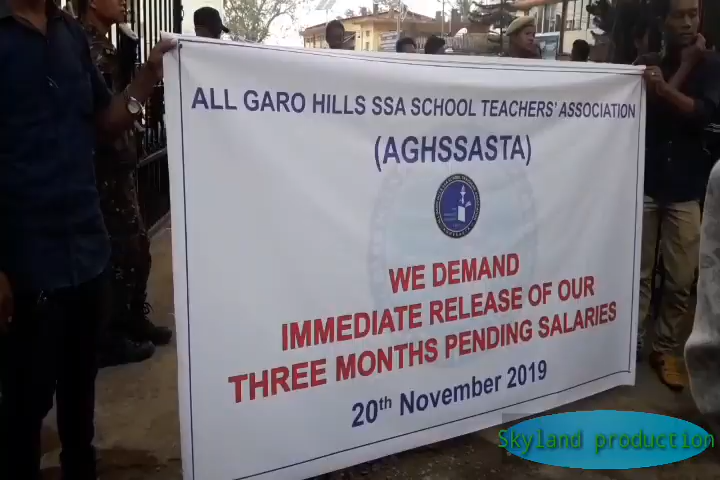 ALL GARO HILLS SSA SCHOOL TEACHERS' ASSOCIATION
(AGHSSASTA)
WE DEMAND
IMMEDIATE RELEASE OF OUR
THREE MONTHS PENDING SALARIES
20th November 2019
Skyland production